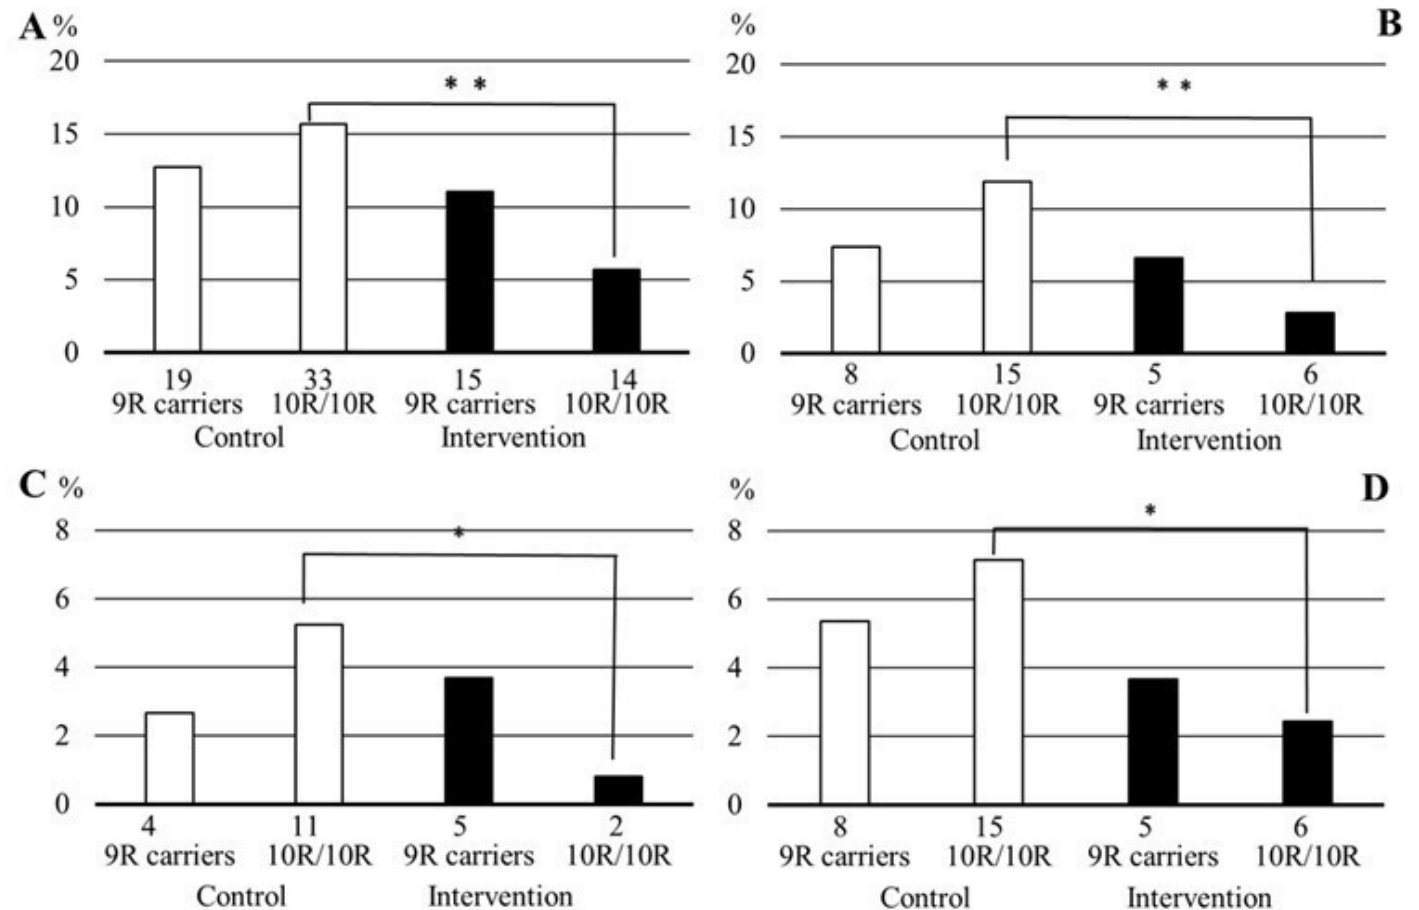 A %
20
* *
15
10
5
0
19 33 15 14
9R carriers 10R/10R 9R carriers 10R/10R
Control Intervention
% B
20
* *
15
10
5
0
8 15 5 6
9R carriers 10R/10R 9R carriers 10R/10R
Control Intervention
C %
8
*
6
4
2
0
4 11 5 2
9R carriers 10R/10R 9R carriers 10R/10R
Control Intervention
% D
*
8
6
4
2
0
8 15 5 6
9R carriers 10R/10R 9R carriers 10R/10R
Control Intervention